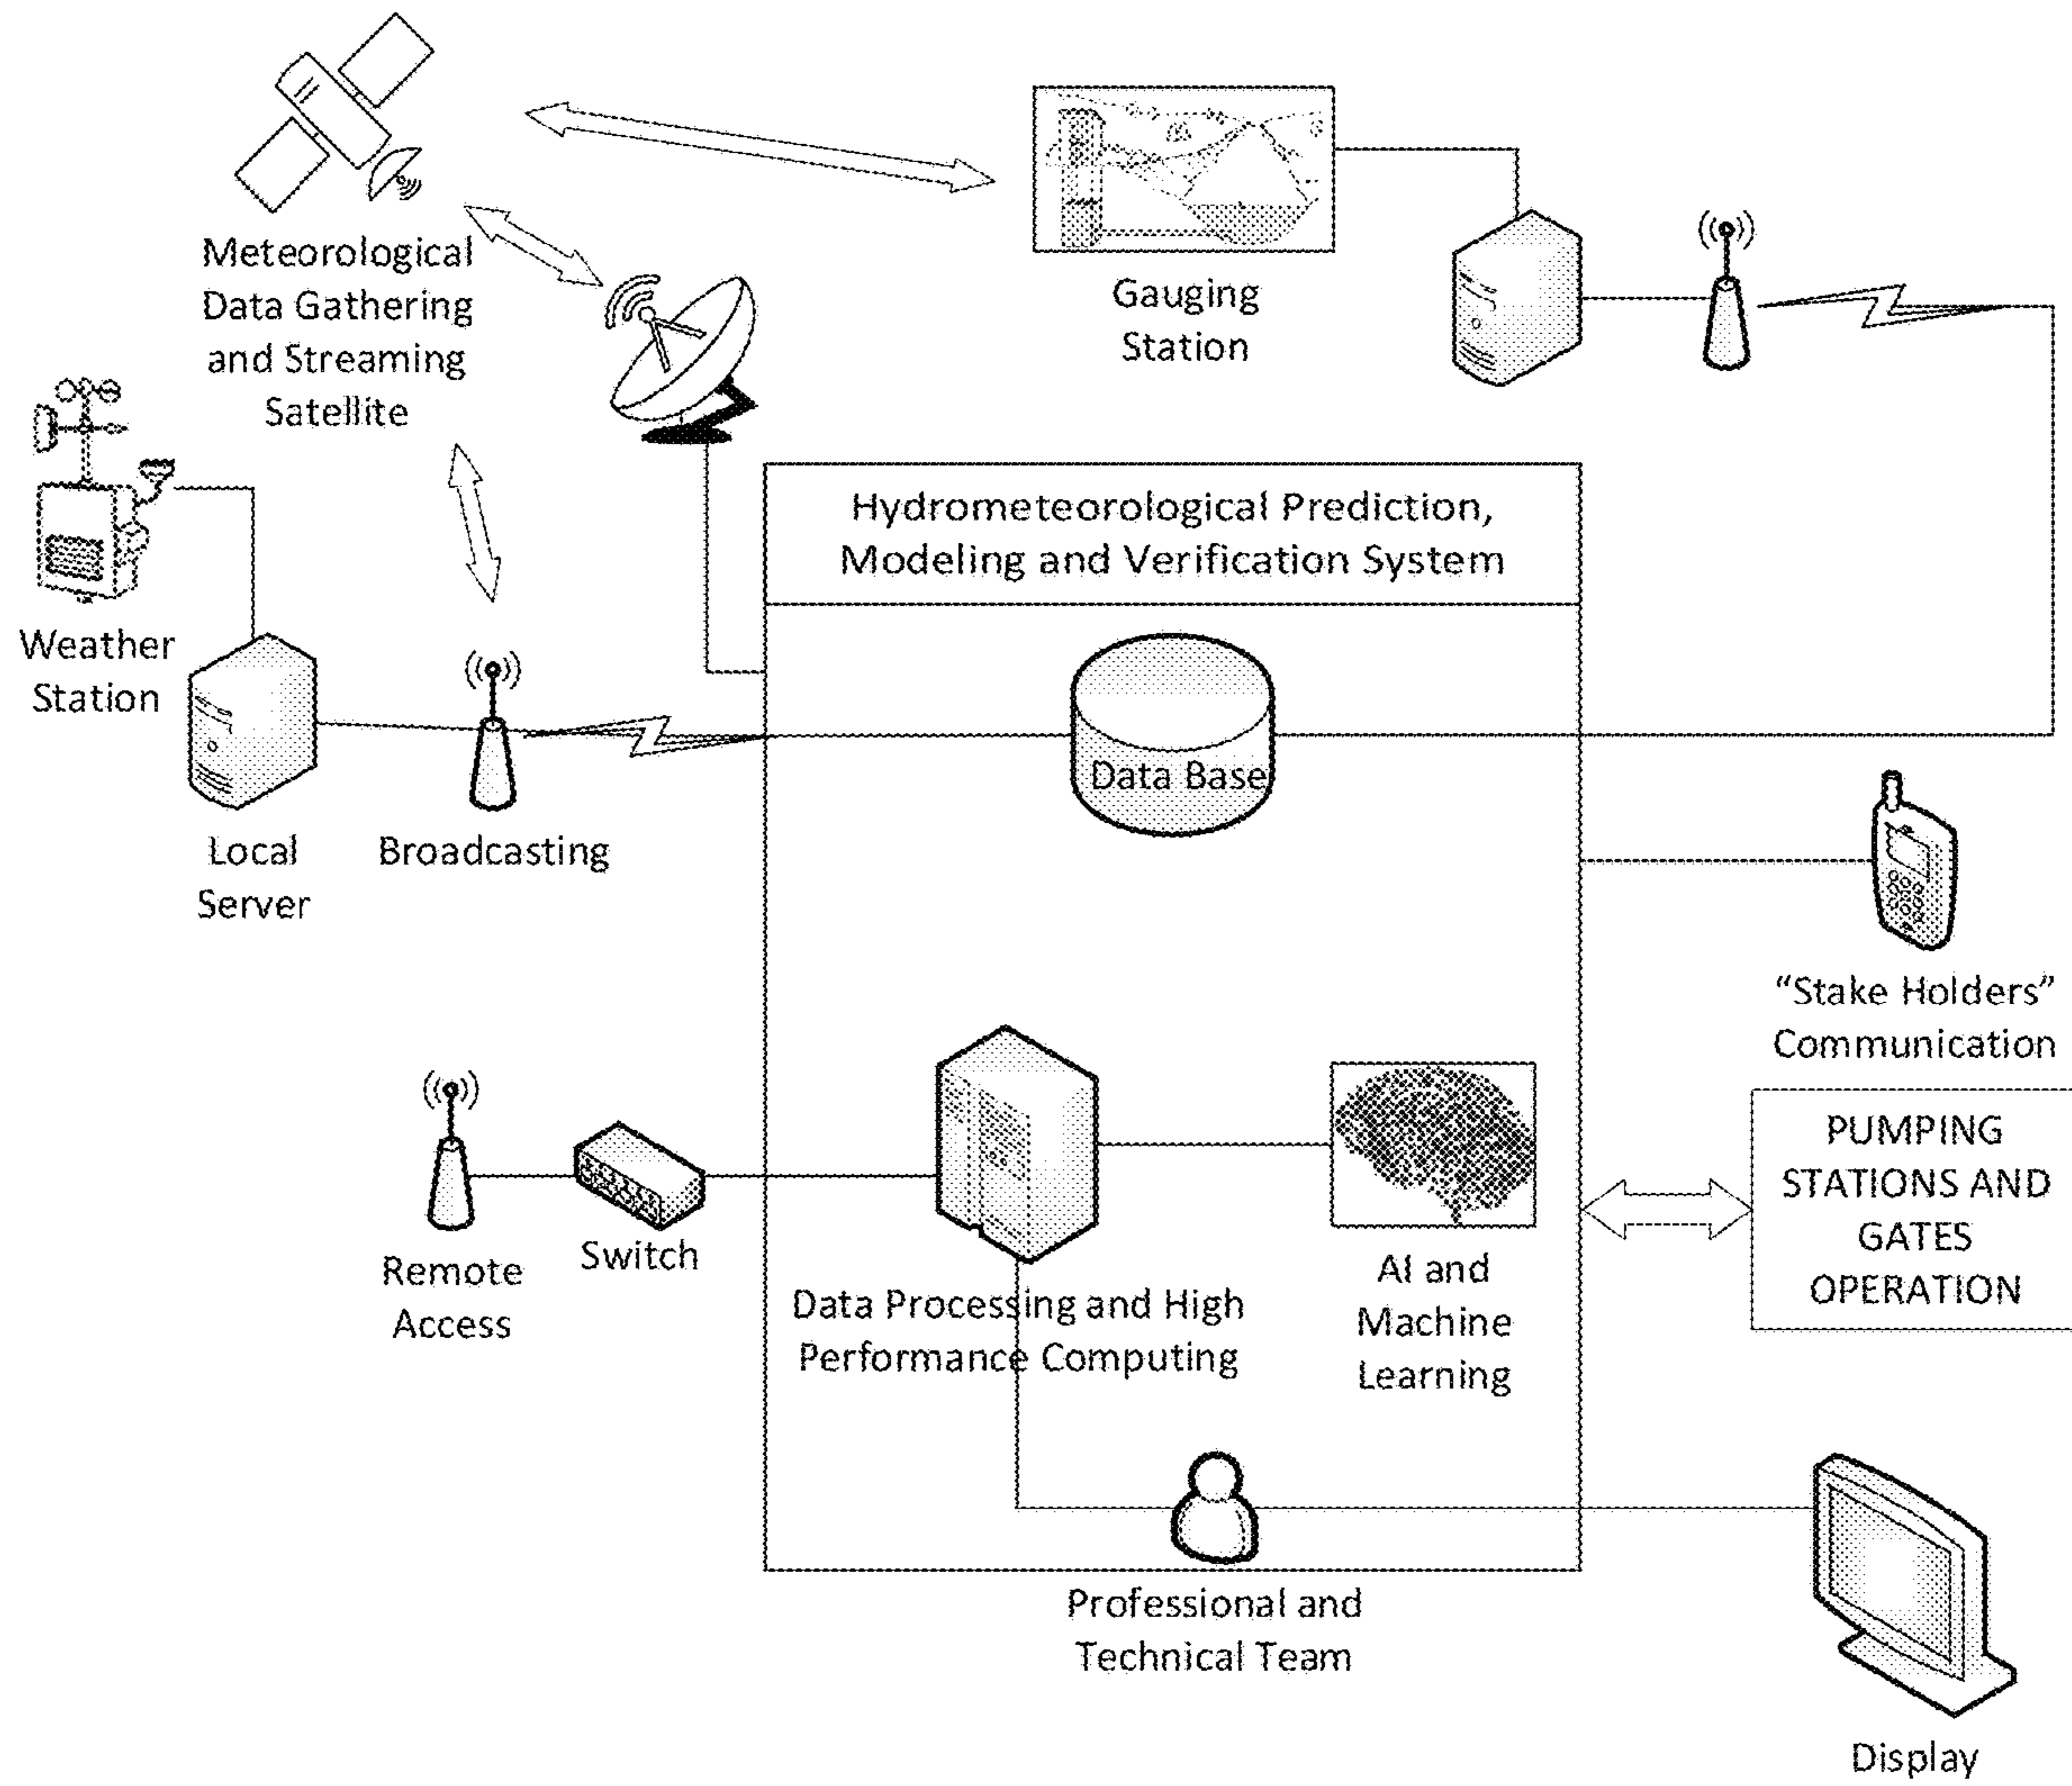 Meteorological
Data Gathering
and Streaming
Satellite
Gauging
Station
Weather
Station
Hydrometeorological Prediction,
Modeling and Verification System
Data Base
Local
Server
Broadcasting
“Stake Holders”
Communication
Remote
Access
Switch
Data Processing and High
Performance Computing
AI and
Machine
Learning
PUMPING
STATIONS AND
GATES
OPERATION
Professional and
Technical Team
Display